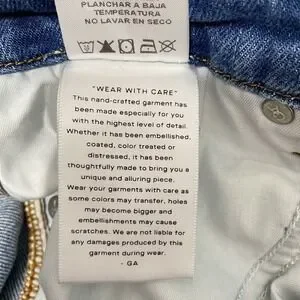 PLANCHAR A BAJA
TEMPERATURA
NO LAVAR EN SECO
"WEAR WITH CARE"
This hand-crafted garment has
been made especially for you
with the highest level of detail.
Whether it has been embellished,
coated, color treated or
distressed, it has been
thoughtfully made to bring you a
unique and alluring piece.
Wear your garments with care as
some colors may transfer, holes
may become bigger and
embellishments may cause
scratches. We are not liable for
any damages produced by this
garment during wear.
- GA